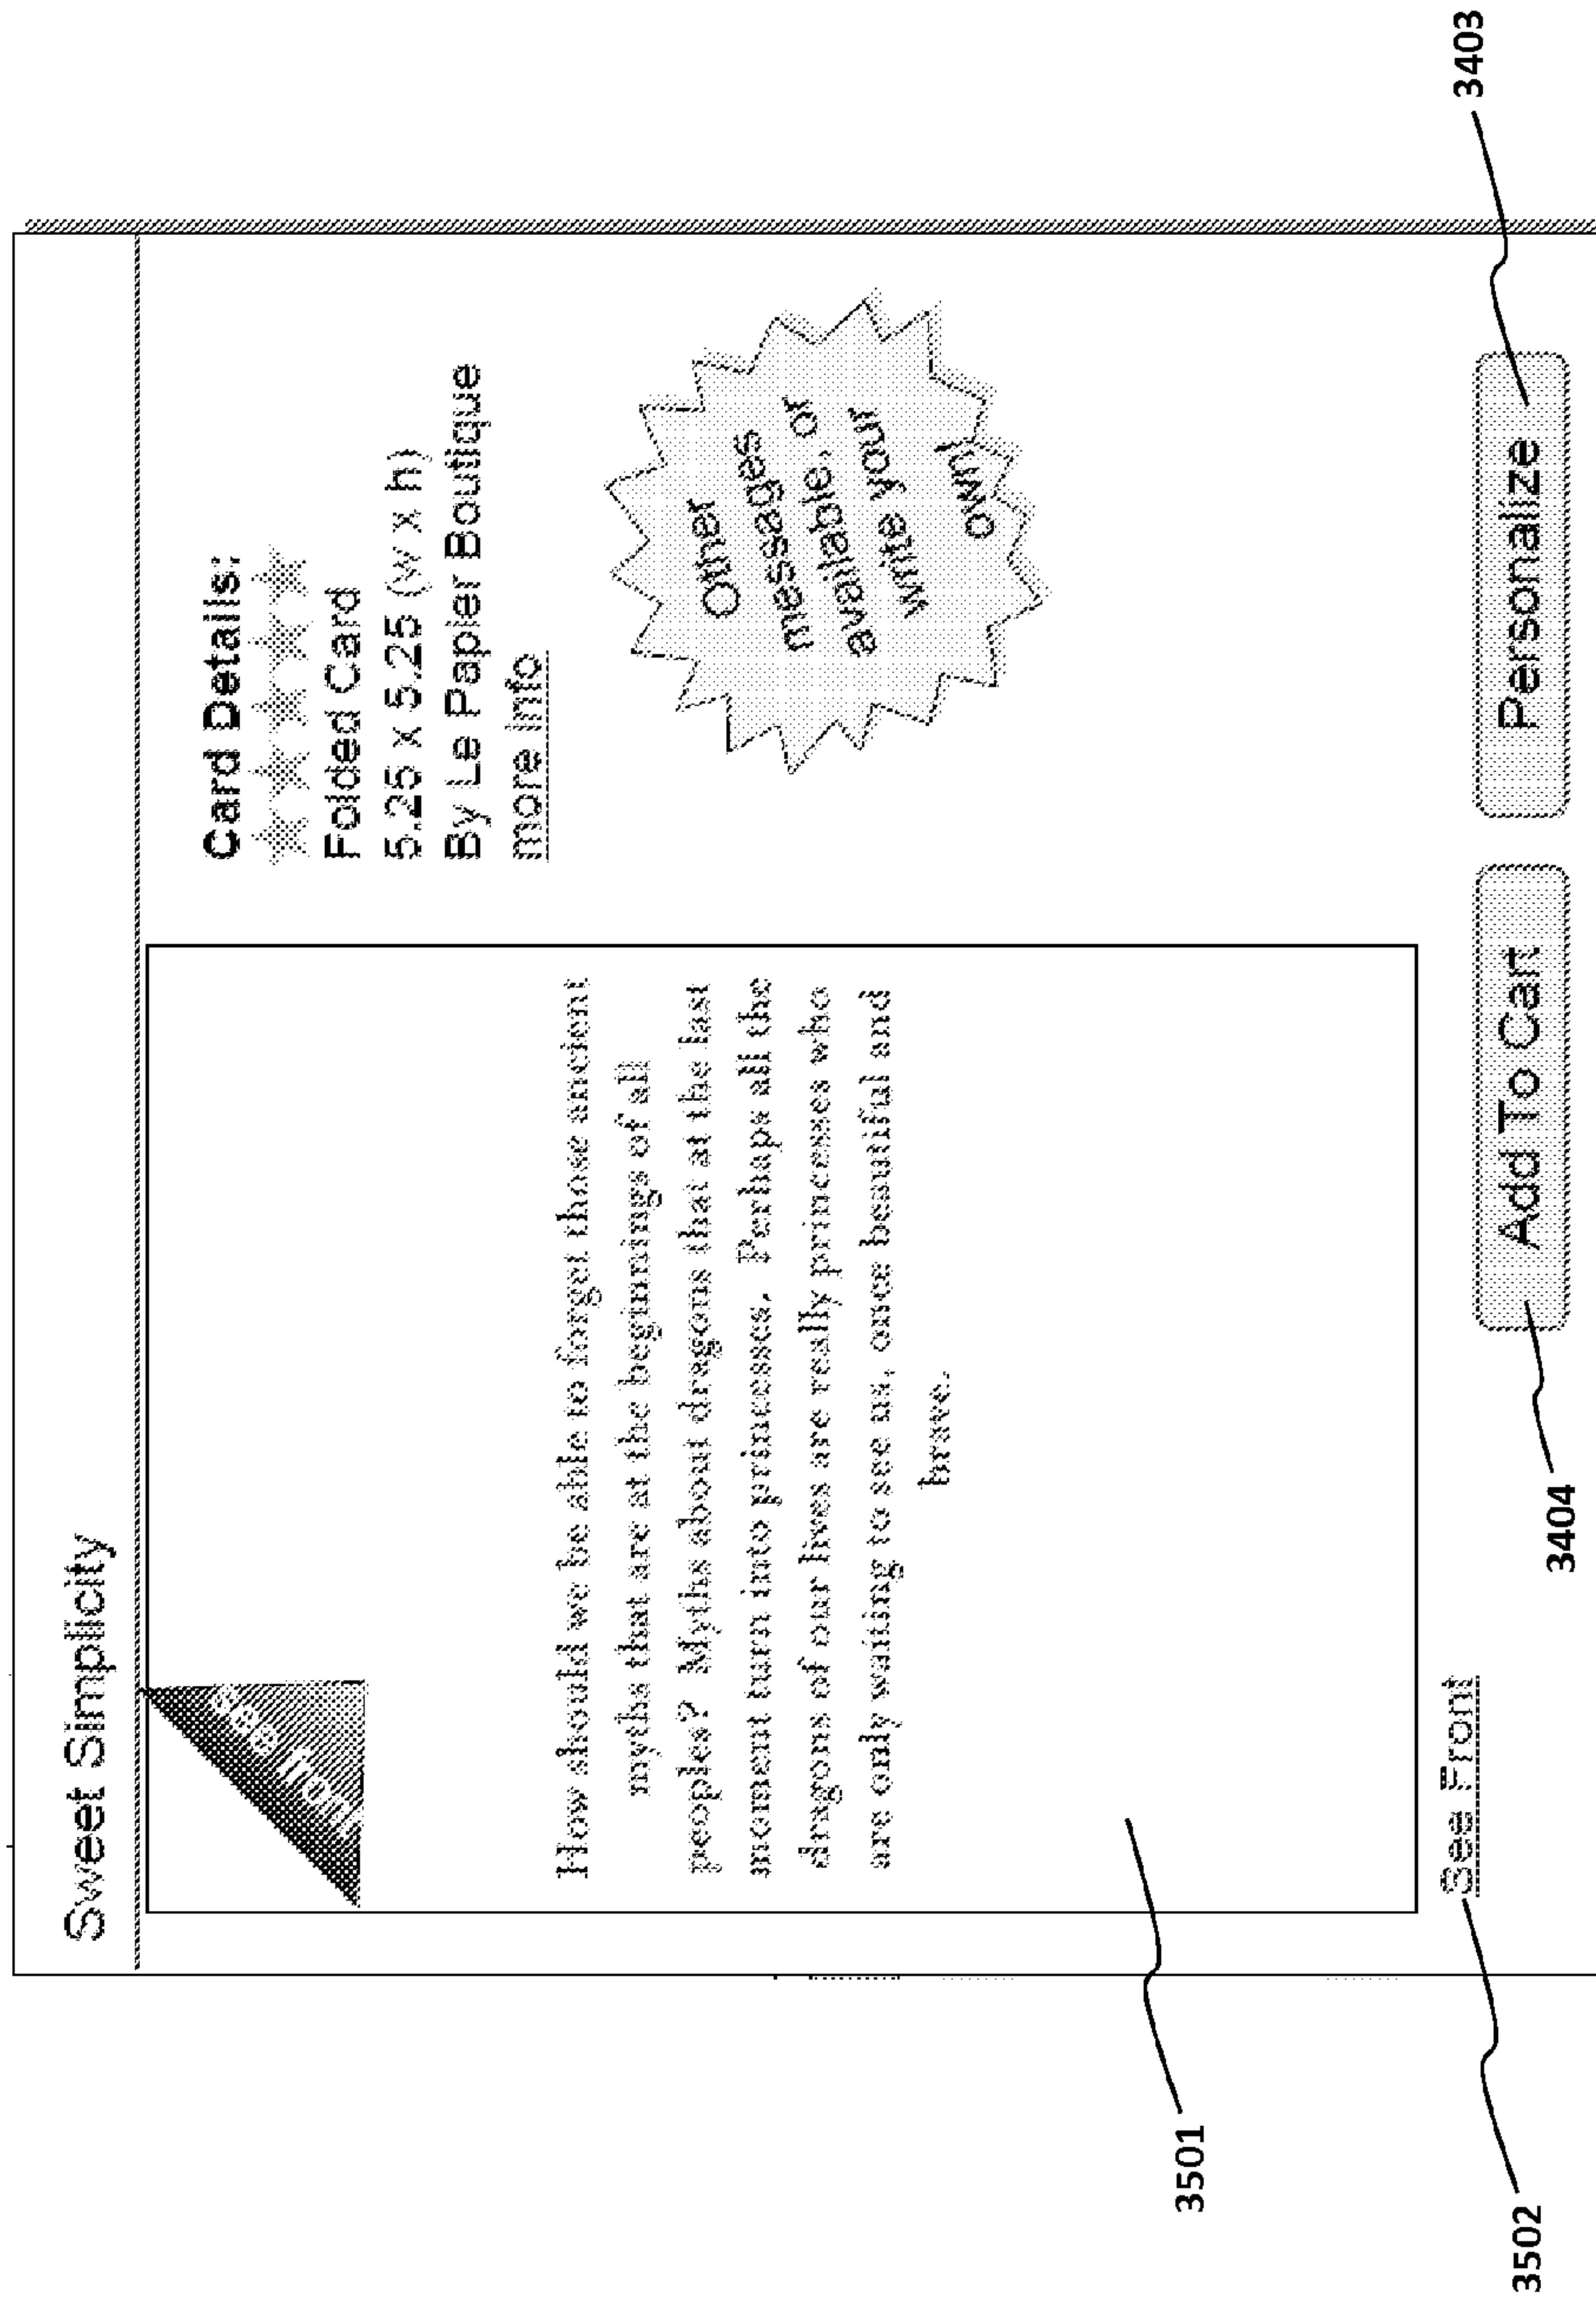 Sweet Simplicity
see front
How should we be able to forget those ancient
myths that are at the beginnings of all
peoples? Myths about dragons that at the last
moment turn into princesses. Perhaps all the
dragons of our lives are really princesses who
are only waiting to see us, once beautiful and
brave.
See Front
Card Details:
Folded Card
5.25 x 5.25 (w x h)
By Le Papier Boutique
more info
Other
messages
available, or
write your
own!
Add To Cart
Personalize
3501
3502
3404
3403